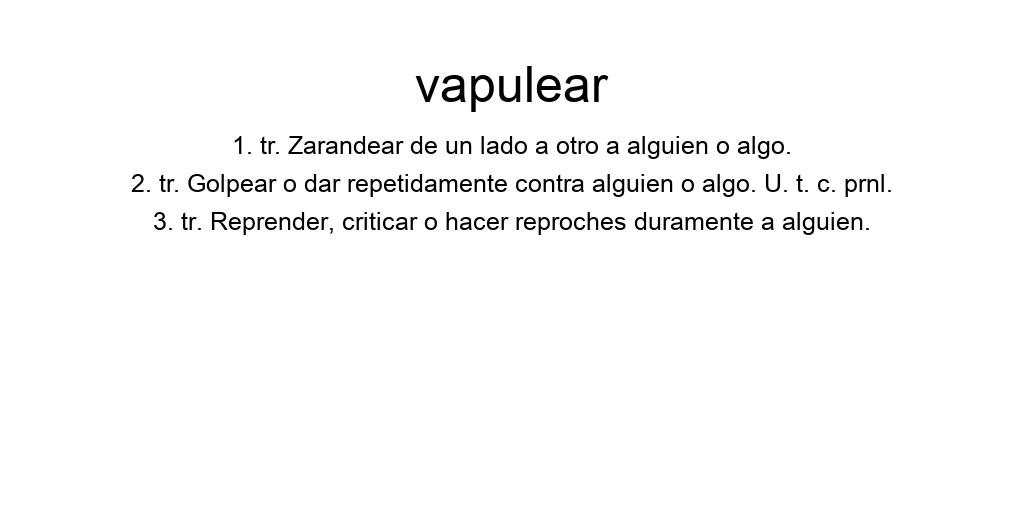 vapulear
1. tr. Zarandear de un lado a otro a alguien o algo.
2. tr. Golpear o dar repetidamente contra alguien o algo. U. t. c. prnl.
3. tr. Reprender, criticar o hacer reproches duramente a alguien.